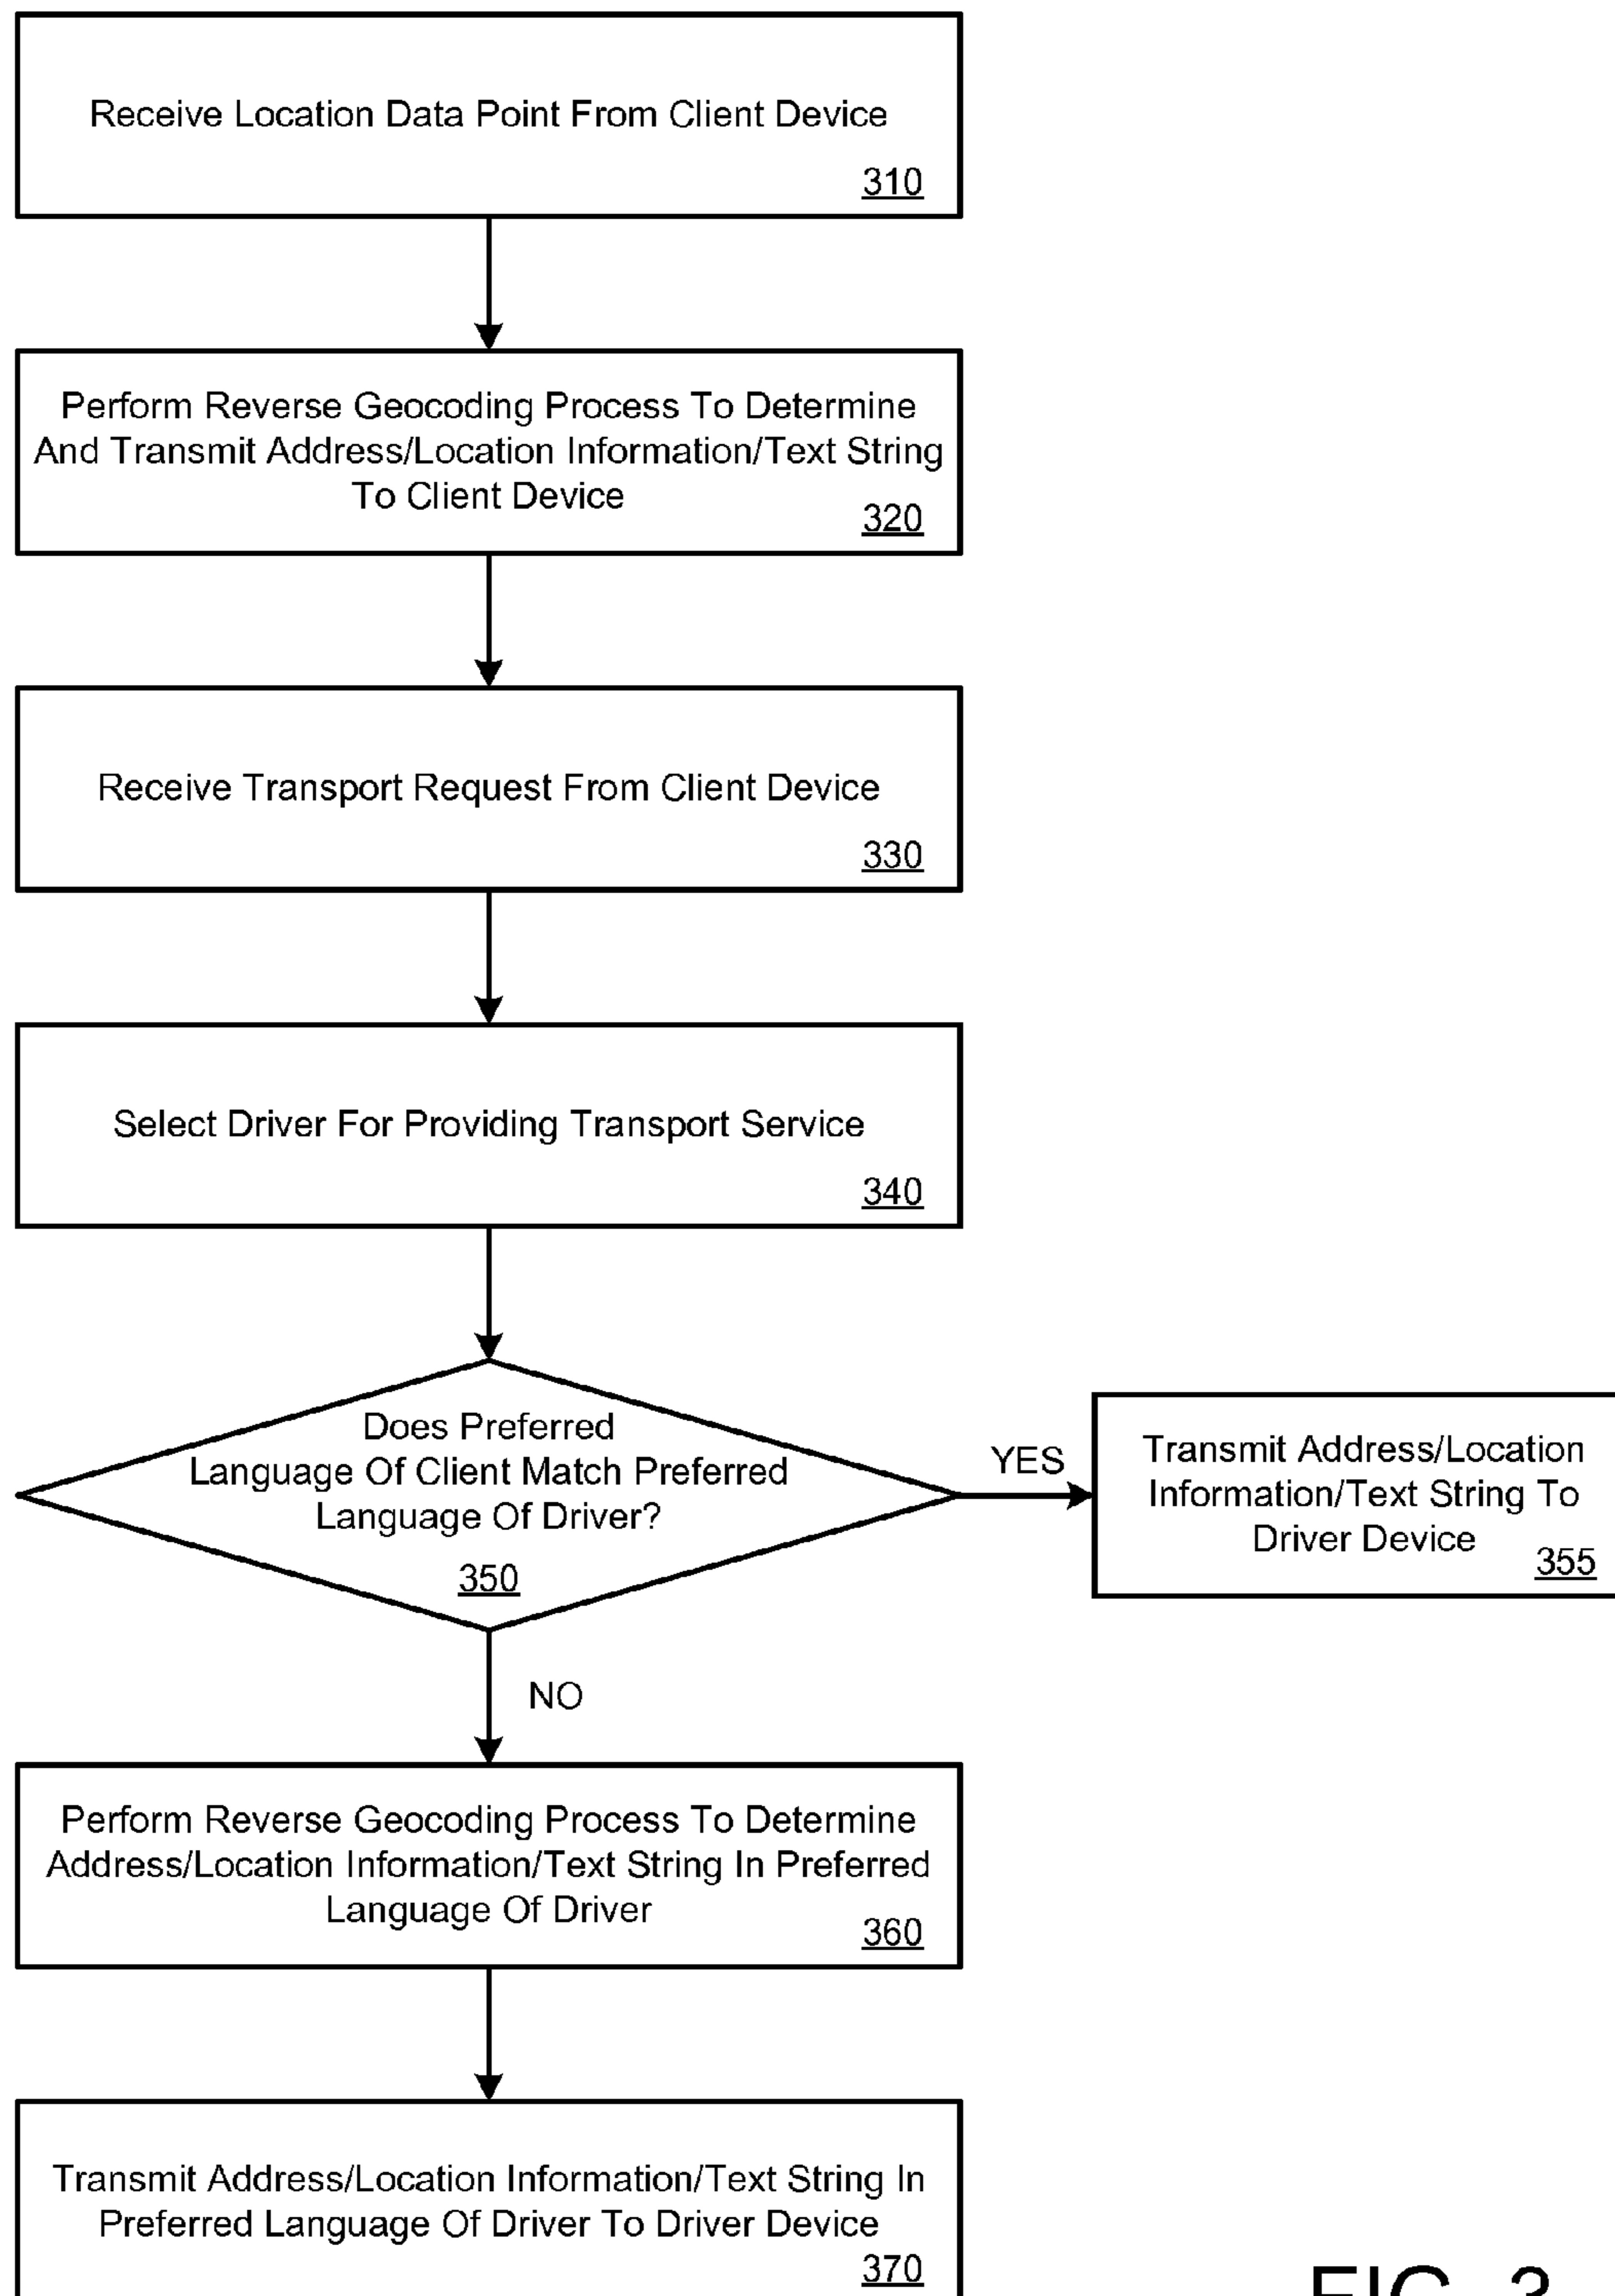 Receive Location Data Point From Client Device
310
Perform Reverse Geocoding Process To Determine
And Transmit Address/Location Information/Text String
To Client Device
320
Receive Transport Request From Client Device
330
Select Driver For Providing Transport Service
340
Does Preferred
Language Of Client Match Preferred
Language Of Driver?
350
YES
Transmit Address/Location
Information/Text String To
Driver Device
355
NO
Perform Reverse Geocoding Process To Determine
Address/Location Information/Text String In Preferred
Language Of Driver
360
Transmit Address/Location Information/Text String In
Preferred Language Of Driver To Driver Device
370
FIG. 3